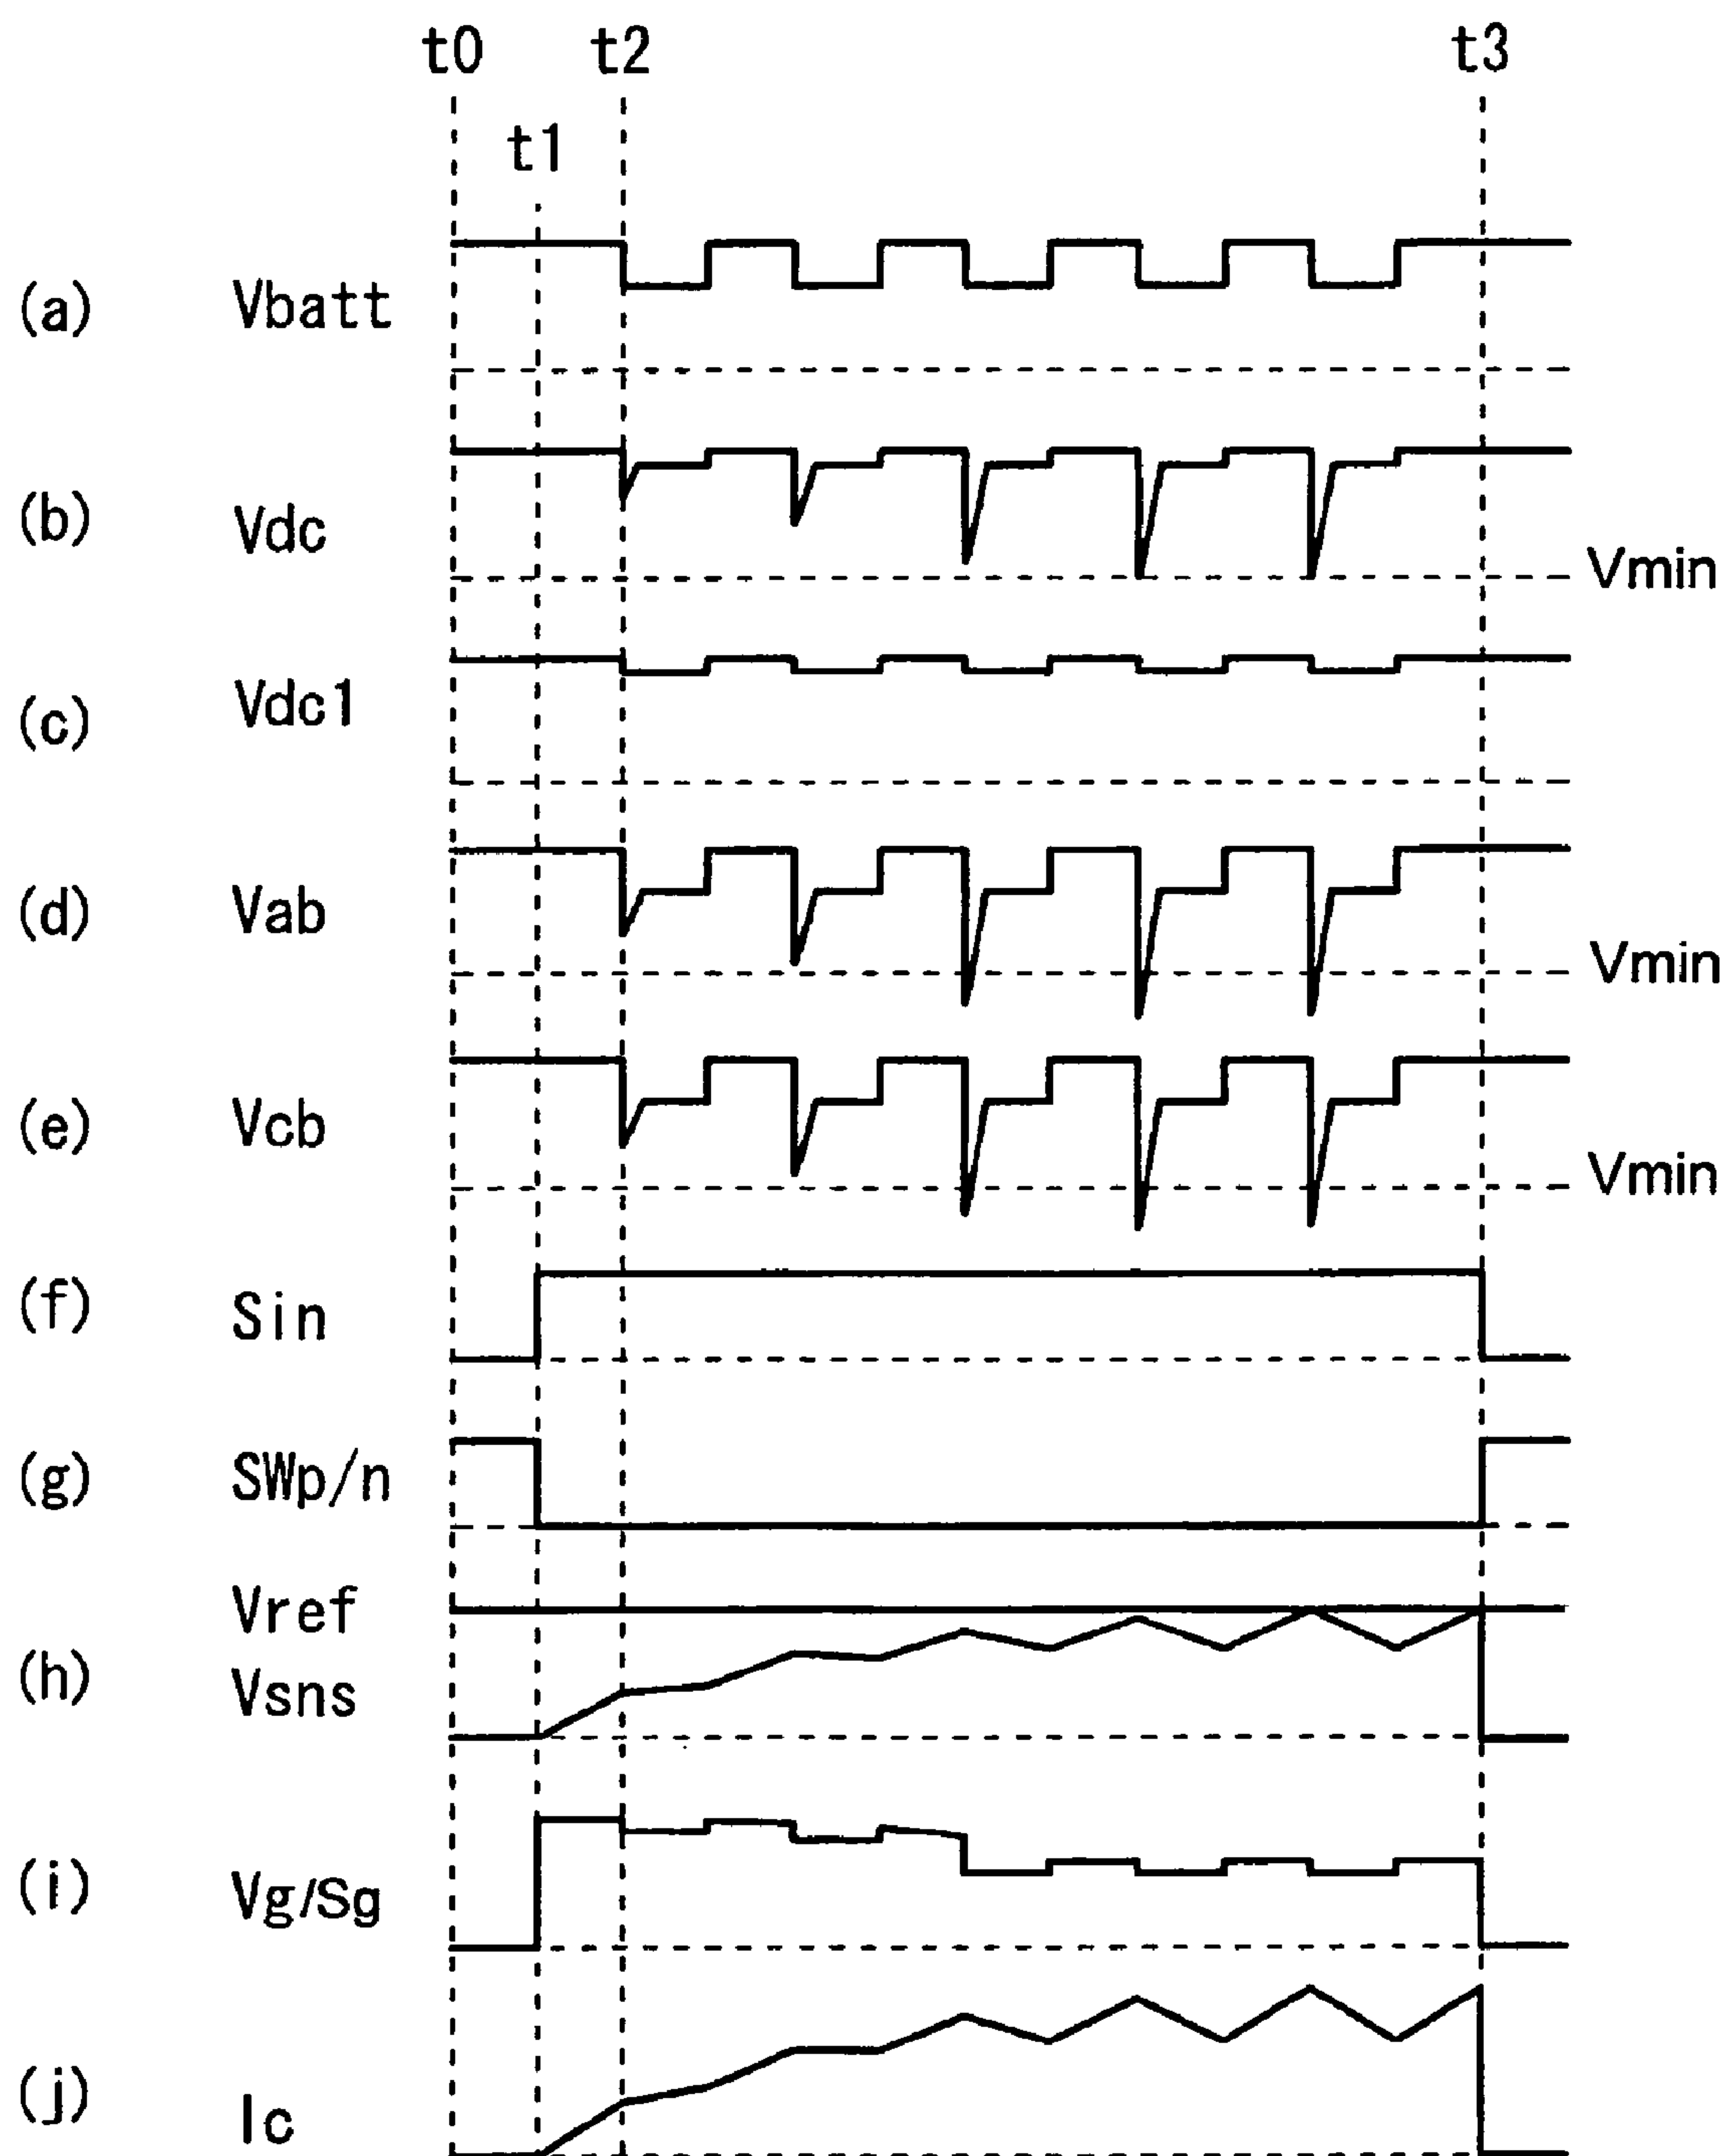 t0 t2 t3
t1
(a) Vbatt
(b) Vdc
Vmin
(c) Vdc1
(d) Vab
Vmin
(e) Vcb
Vmin
(f) Sin
(g) SWp/n
Vref
(h) Vsns
(i) Vg/Sg
(j) Ic